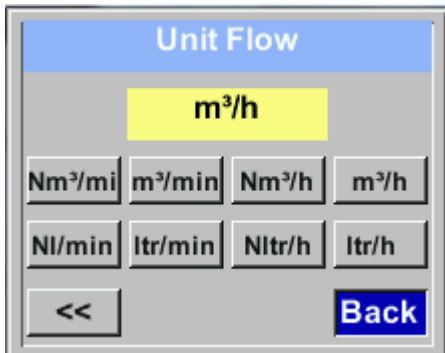 Unit Flow
m³/h
Nm³/mi m³/min Nm³/h m³/h
Nl/min ltr/min Nltr/h ltr/h
<< Back